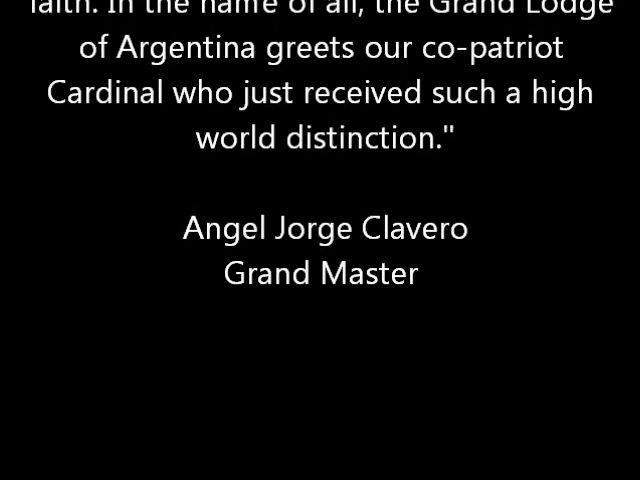 faith. In the name of all, the Grand Lodge
of Argentina greets our co-patriot
Cardinal who just received such a high
world distinction."
Angel Jorge Clavero
Grand Master